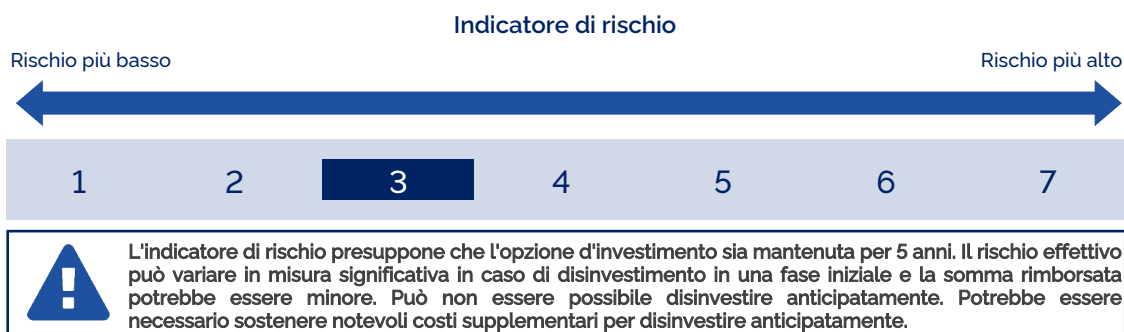 Indicatore di rischio
Rischio più basso
Rischio più alto
1 2 3 4 5 6 7
L'indicatore di rischio presuppone che l'opzione d'investimento sia mantenuta per 5 anni. Il rischio effettivo
può variare in misura significativa in caso di disinvestimento in una fase iniziale e la somma rimborsata
potrebbe essere minore. Può non essere possibile disinvestire anticipatamente. Potrebbe essere
necessario sostenere notevoli costi supplementari per disinvestire anticipatamente.